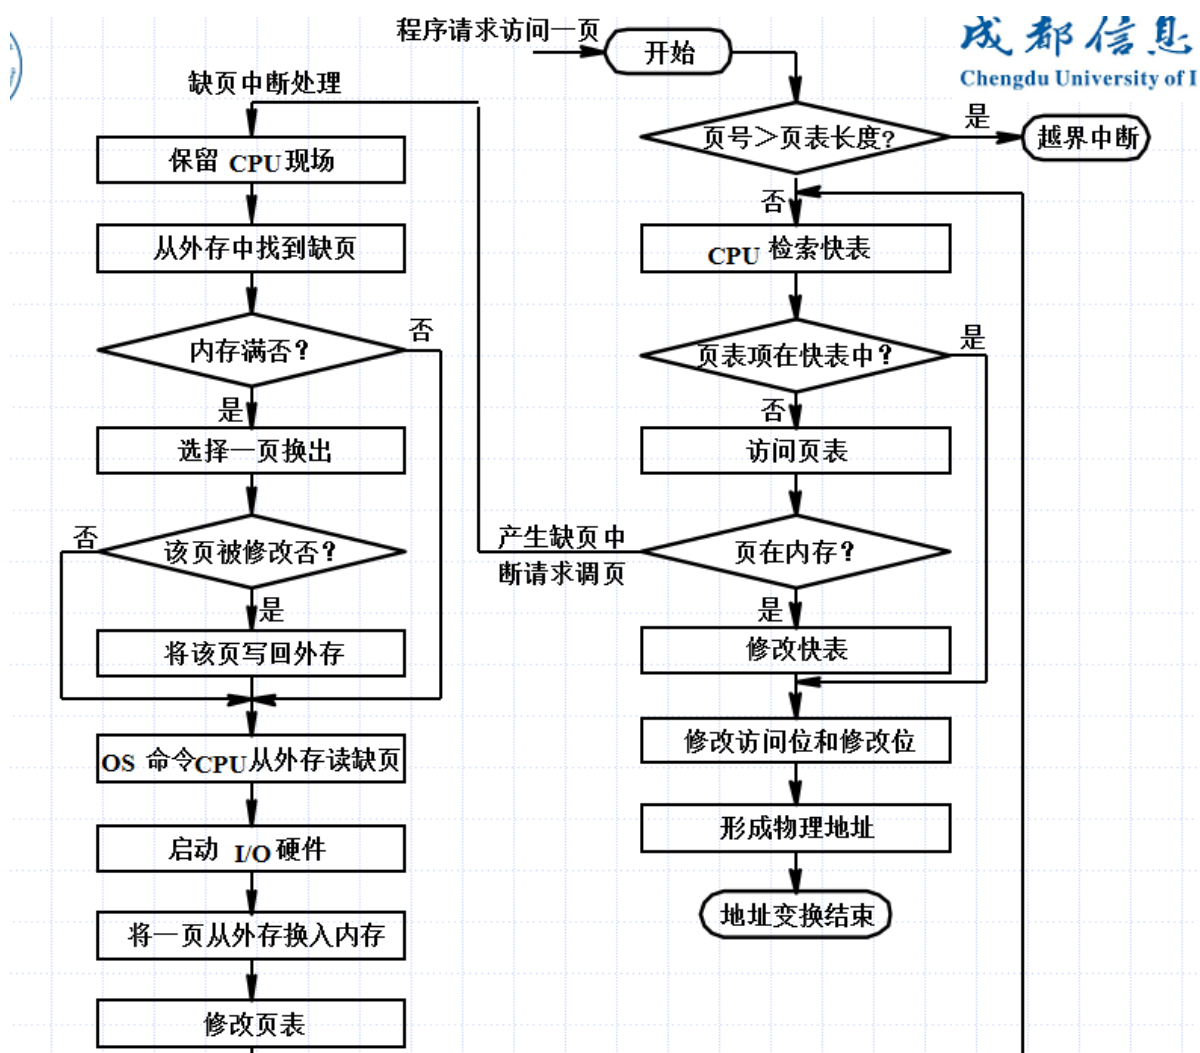 程序请求访问一页
开始
成都信息
Chengdu University of I
页号＞页表长度?
是
越界中断
否
CPU 检索快表
页表项在快表中？
是
否
访问页表
页在内存？
产生缺页中
断请求调页
是
修改快表
修改访问位和修改位
形成物理地址
地址变换结束
缺页中断处理
保留 CPU 现场
从外存中找到缺页
内存满否？
否
是
选择一页换出
该页被修改否？
否
是
将该页写回外存
OS 命令CPU从外存读缺页
启动 I/O 硬件
将一页从外存换入内存
修改页表